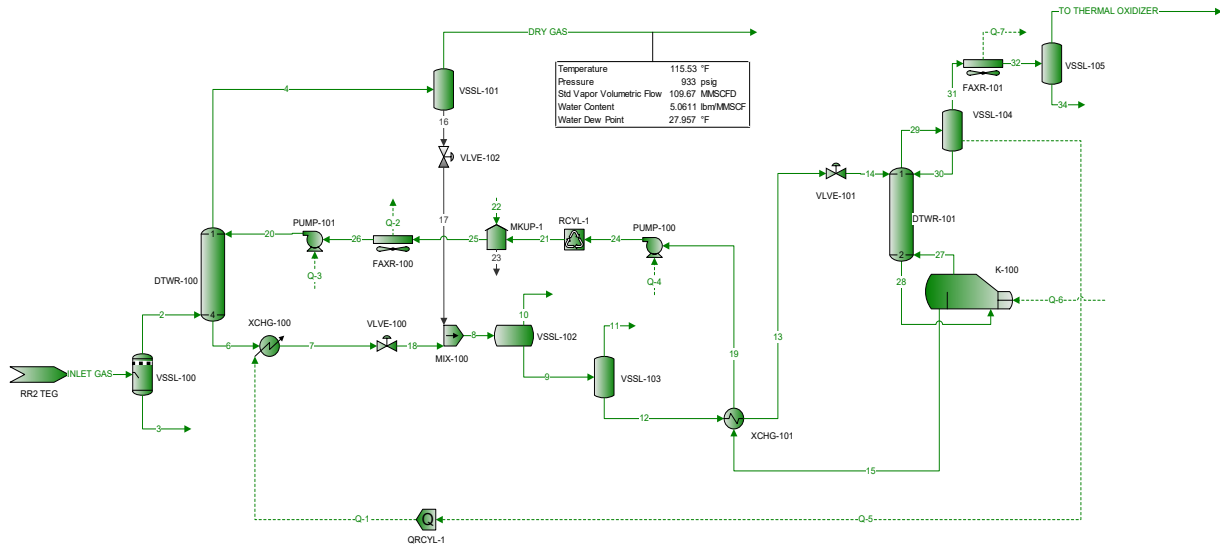 TO THERMAL OXIDIZER
Q-7
32
VSSL-105
FAXR-101
31
34
DRY GAS
4
VSSL-101
Temperature 115.53 °F
Pressure 933 psig
Std Vapor Volumetric Flow 109.67 MMSCFD
Water Content 5.0611 lbm/MMSCF
Water Dew Point 27.957 °F
16
VLVE-102
VSSL-104
29
30
VLVE-101
14
1
DTWR-101
2
27
28
K-100
Q-6
17
22
MKUP-1
RCYL-1
PUMP-100
PUMP-101
Q-2
20
26
25
21
24
23
FAXR-100
Q-3
Q-4
1
DTWR-100
4
2
6
XCHG-100
7
VLVE-100
18
MIX-100
8
10
VSSL-102
9
11
VSSL-103
12
19
13
XCHG-101
15
INLET GAS
RR2 TEG
VSSL-100
3
Q-1
Q
QRCYL-1
Q-5